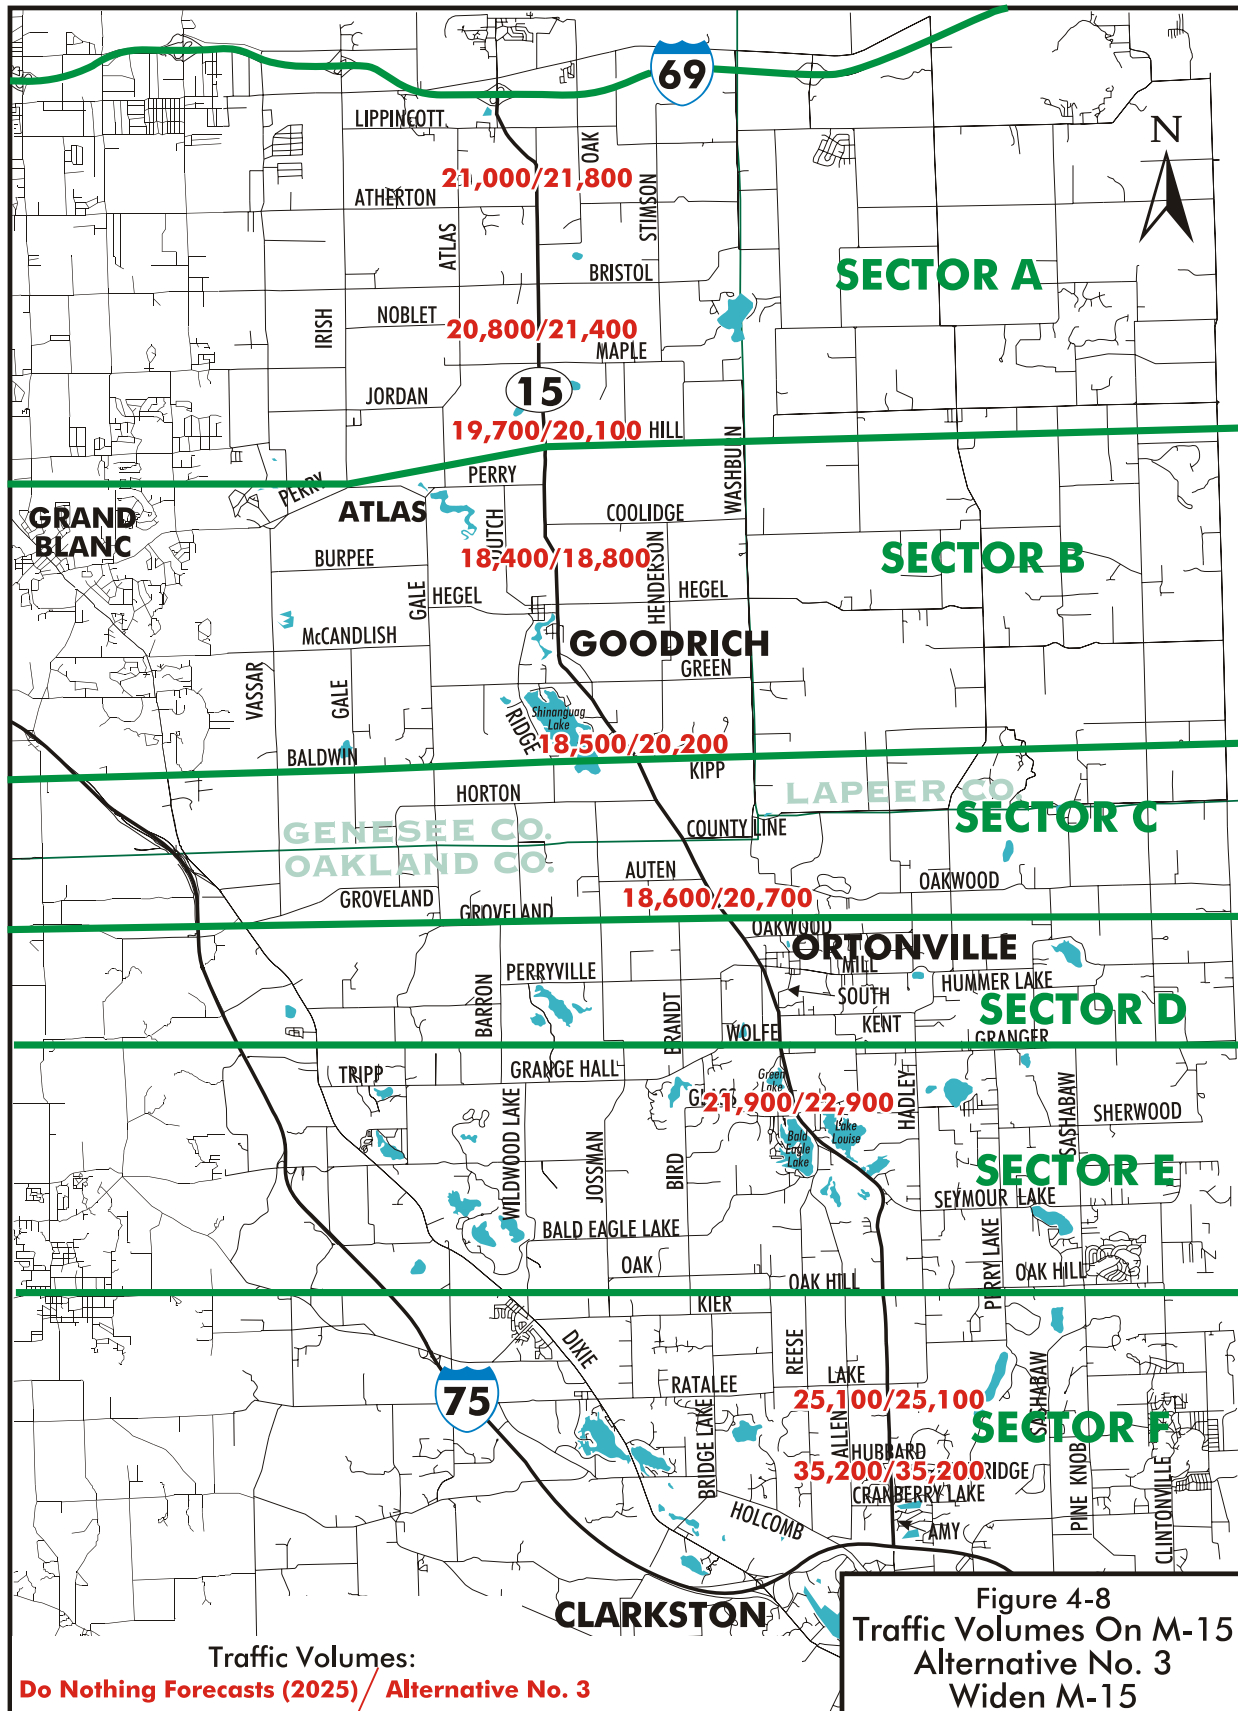 69
LIPPINCOTT
OAK
N
21,000/21,800
ATHERTON
STIMSON
ATLAS
BRISTOL
SECTOR A
NOBLET
IRISH
20,800/21,400
MAPLE
15
JORDAN
19,700/20,100
HILL
WASHBURN
PERRY
PERRY
ATLAS
GRAND
BLANC
COOLIDGE
BURPEE
18,400/18,800
HENDERSON
SECTOR B
GALE
HEGEL
HEGEL
McCANDLISH
GOODRICH
GREEN
VASSAR
GALE
RIDGE
Shinanguag
Lake
18,500/20,200
BALDWIN
KIPP
HORTON
LAPEER CO.
SECTOR C
GENESEE CO.
COUNTY LINE
OAKLAND CO.
AUTEN
OAKWOOD
GROVELAND
18,600/20,700
GROVELAND
OAKWOOD
ORTONVILLE
MILL
PERRYVILLE
HUMMER LAKE
SOUTH
BARRON
BRANDT
SECTOR D
KENT
WOLFE
GRANGER
GRANGE HALL
TRIPP
Green
Lake
HADLEY
SASHABAW
21,900/22,900
SHERWOOD
WILDWOOD LAKE
JOSSMAN
BIRD
Bald
Eagle
Lake
Lake
Louise
SECTOR E
SEYMOUR LAKE
BALD EAGLE LAKE
OAK
PERRY LAKE
OAK HILL
OAK HILL
KIER
DIXIE
REESE
SASHABAW
LAKE
RATALEE
75
25,100/25,100
BRIDGE LAKE
ALLEN
SECTOR F
HUBBARD
35,200/35,200
RIDGE
PINE KNOB
CLINTONVILLE
CRANBERRY LAKE
HOLCOMB
AMY
CLARKSTON
Figure 4-8
Traffic Volumes On M-15
Alternative No. 3
Widen M-15
Traffic Volumes:
Do Nothing Forecasts (2025)/ Alternative No. 3